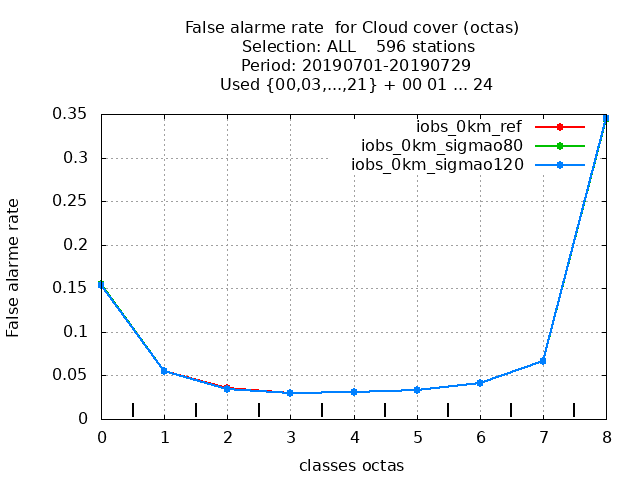 False alarme rate  for Cloud cover (octas)
Selection: ALL    596 stations
Period: 20190701-20190729
Used {00,03,...,21} + 00 01 ... 24
iobs_0km_ref
iobs_0km_sigmao80
iobs_0km_sigmao120
False alarme rate
0.35
0.3
0.25
0.2
0.15
0.1
0.05
0
0 1 2 3 4 5 6 7 8
classes octas